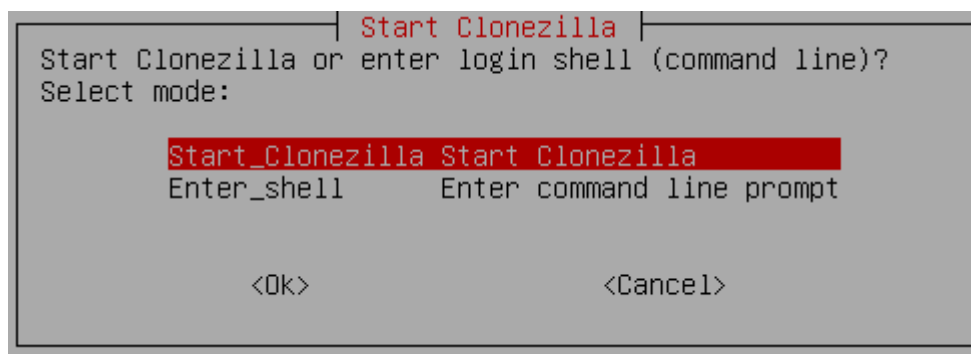 Start Clonezilla
Start Clonezilla or enter login shell (command line)?
Select mode:
Start_Clonezilla Start Clonezilla
Enter_shell Enter command line prompt
<Ok> <Cancel>